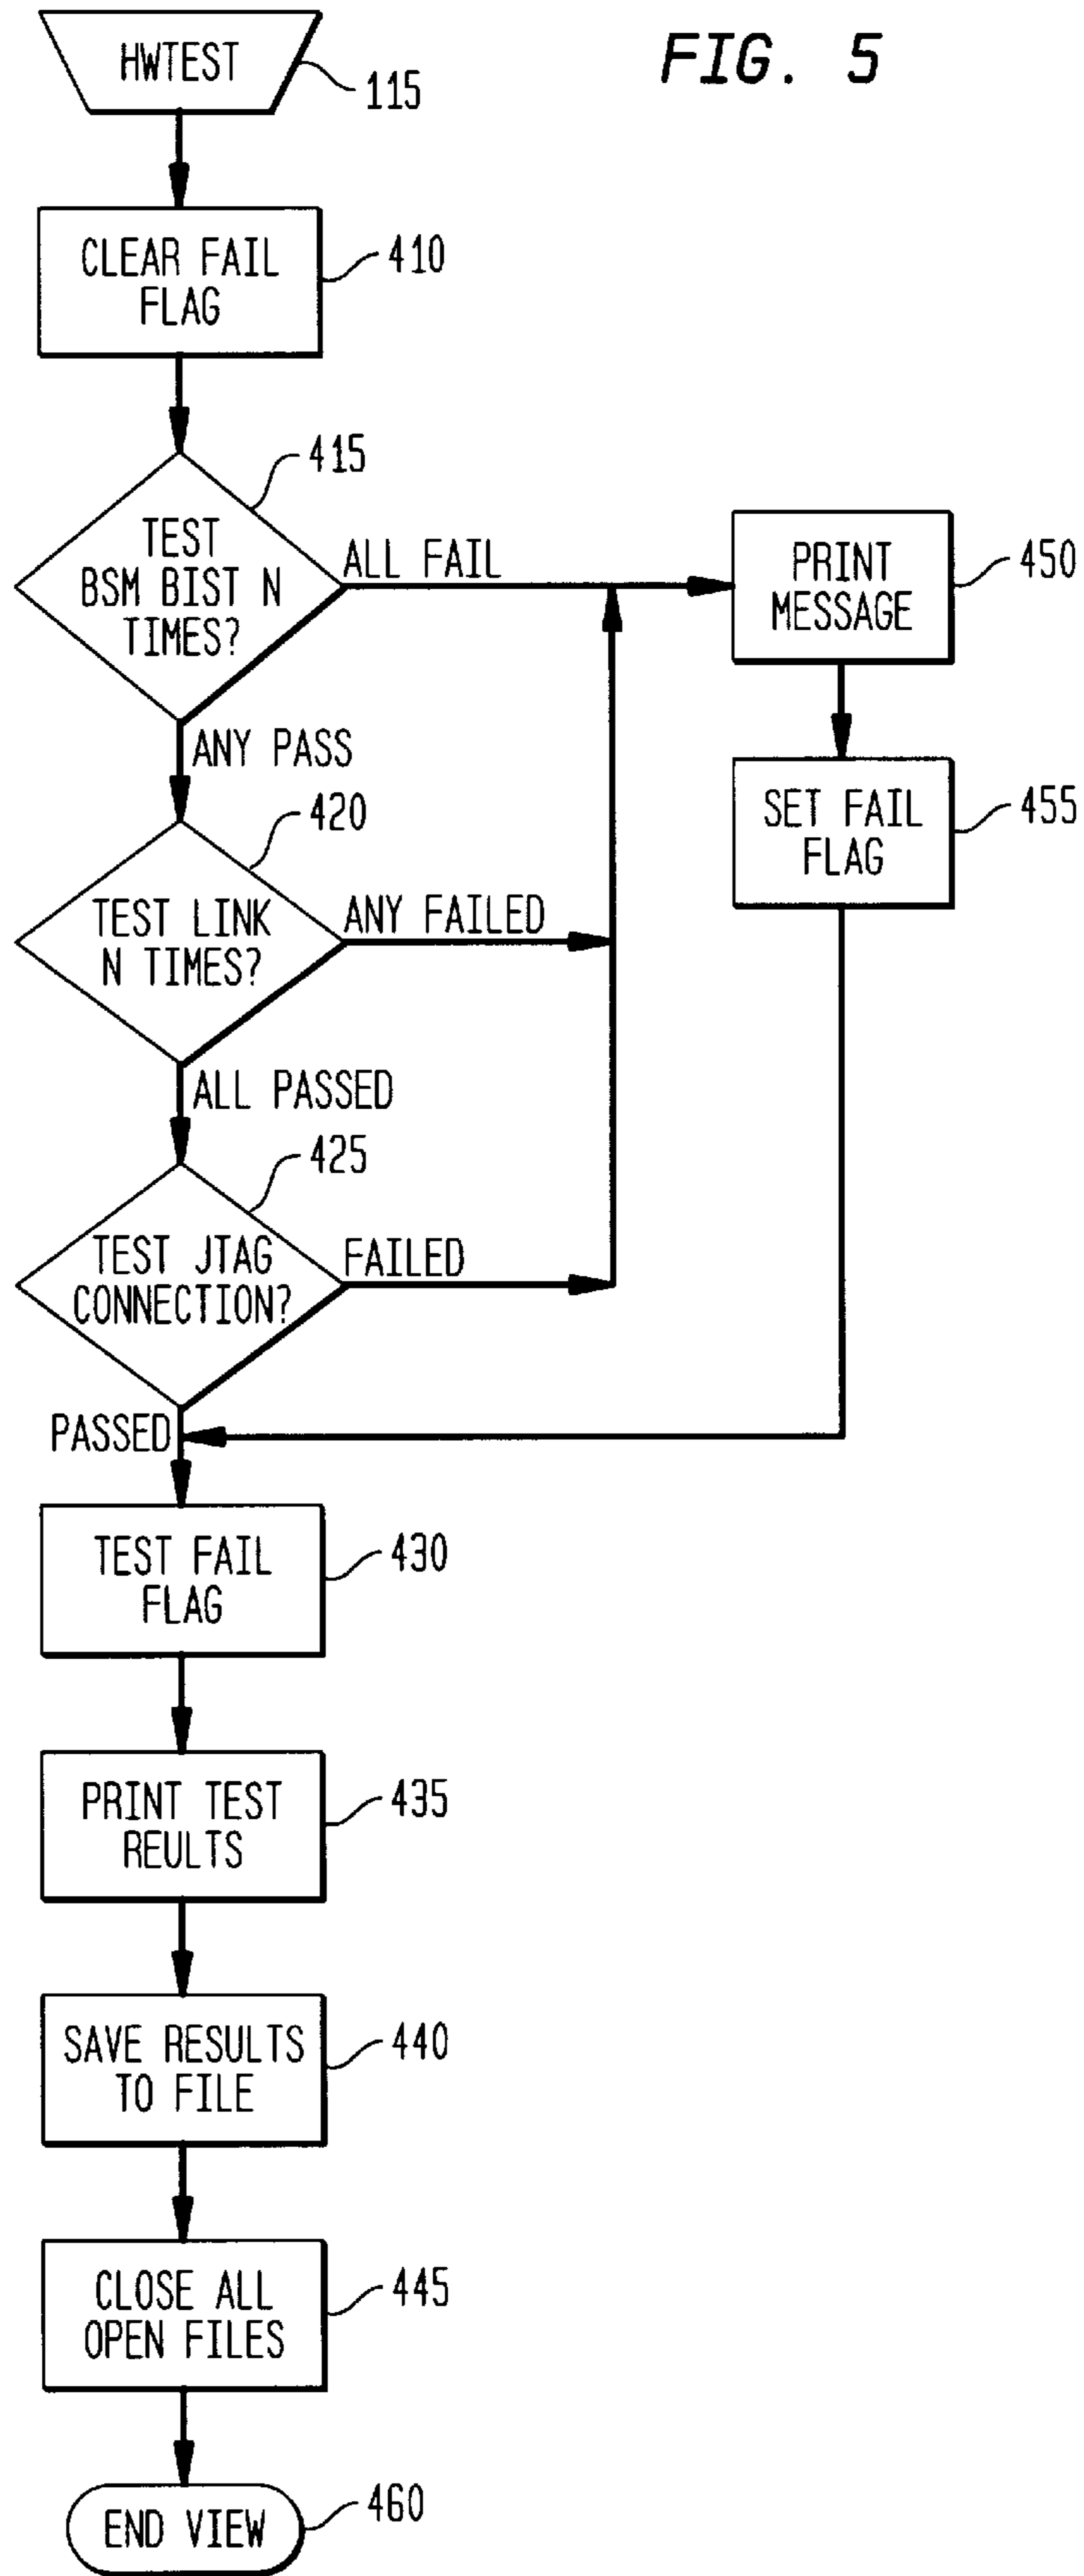 FIG. 5
HWTEST
115
CLEAR FAIL
FLAG
410
415
TEST
BSM BIST N
TIMES?
ALL FAIL
PRINT
MESSAGE
450
ANY PASS
SET FAIL
FLAG
455
420
TEST LINK
N TIMES?
ANY FAILED
ALL PASSED
425
TEST JTAG
CONNECTION?
FAILED
PASSED
TEST FAIL
FLAG
430
PRINT TEST
REULTS
435
SAVE RESULTS
TO FILE
440
CLOSE ALL
OPEN FILES
445
END VIEW
460